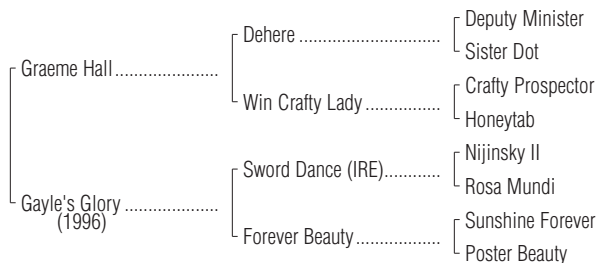 Deputy Minister
Dehere
Sister Dot
Graeme Hall
Crafty Prospector
Win Crafty Lady
Honeytab
Nijinsky II
Sword Dance (IRE)
Rosa Mundi
Gayle's Glory
(1996)
Sunshine Forever
Forever Beauty
Poster Beauty